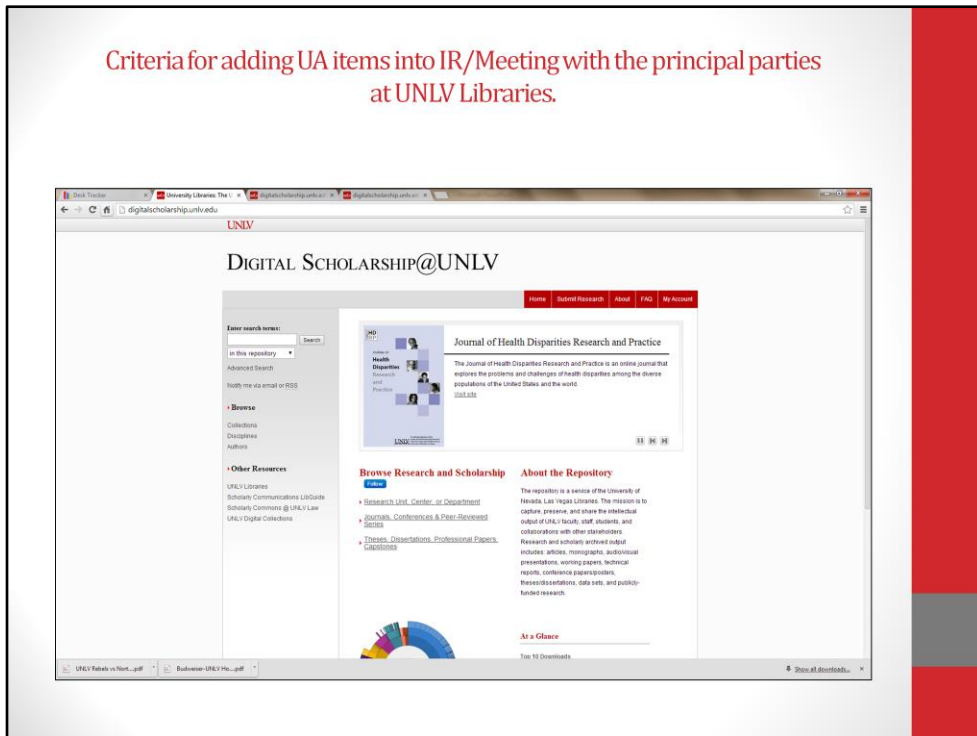 Criteria for adding UA items into IR/Meeting with the principal parties
at UNLV Libraries.
Desk Tracker
University Libraries: The U
digitalscholarship.unlv.ed
digitalscholarship.unlv.ed
digitalscholarship.unlv.edu
UNLV
DIGITAL SCHOLARSHIP@UNLV
Home Submit Research About FAQ My Account
Enter search terms:
Search
in this repository
Advanced Search
Notify me via email or RSS
Browse
Collections
Disciplines
Authors
Other Resources
UNLV Libraries
Scholarly Communications LibGuide
Scholarly Commons @ UNLV Law
UNLV Digital Collections
Health
Disparities
Research
and
Practice
UNLV
Journal of Health Disparities Research and Practice
The Journal of Health Disparities Research and Practice is an online journal that
explores the problems and challenges of health disparities among the diverse
populations of the United States and the world.
Visit site
Browse Research and Scholarship
Follow
Research Unit, Center, or Department
Journals, Conferences & Peer-Reviewed
Series
Theses, Dissertations, Professional Papers,
Capstones
About the Repository
The repository is a service of the University of
Nevada, Las Vegas Libraries. The mission is to
capture, preserve, and share the intellectual
output of UNLV faculty, staff, students, and
collaborations with other stakeholders.
Research and scholarly archived output
includes: articles, monographs, audio/visual
presentations, working papers, technical
reports, conference papers/posters,
theses/dissertations, data sets, and publicly-
funded research.
At a Glance
Top 10 Downloads
UNLV Rebels vs Nort....pdf
Budweiser-UNLV Ho....pdf
Show all downloads...